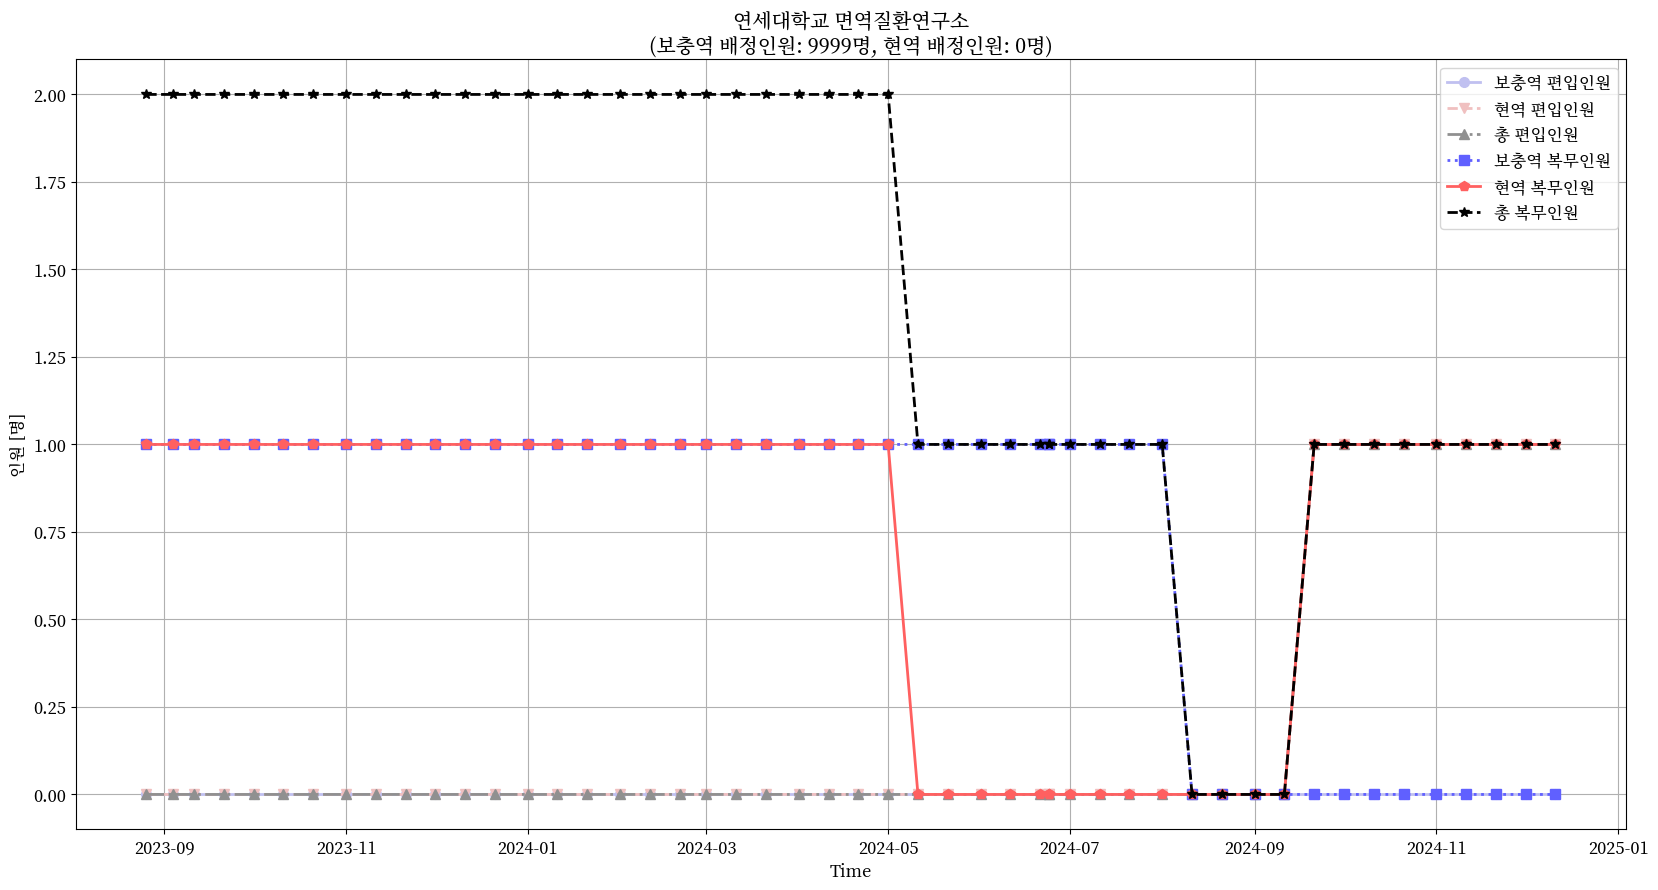 연세대학교 면역질환연구소
(보충역 배정인원: 9999명, 현역 배정인원: 0명)
보충역 편입인원
현역 편입인원
총 편입인원
보충역 복무인원
현역 복무인원
총 복무인원
인원 [명]
2.00
1.75
1.50
1.25
1.00
0.75
0.50
0.25
0.00
2023-09
2023-11
2024-01
2024-03
2024-05
2024-07
2024-09
2024-11
2025-01
Time